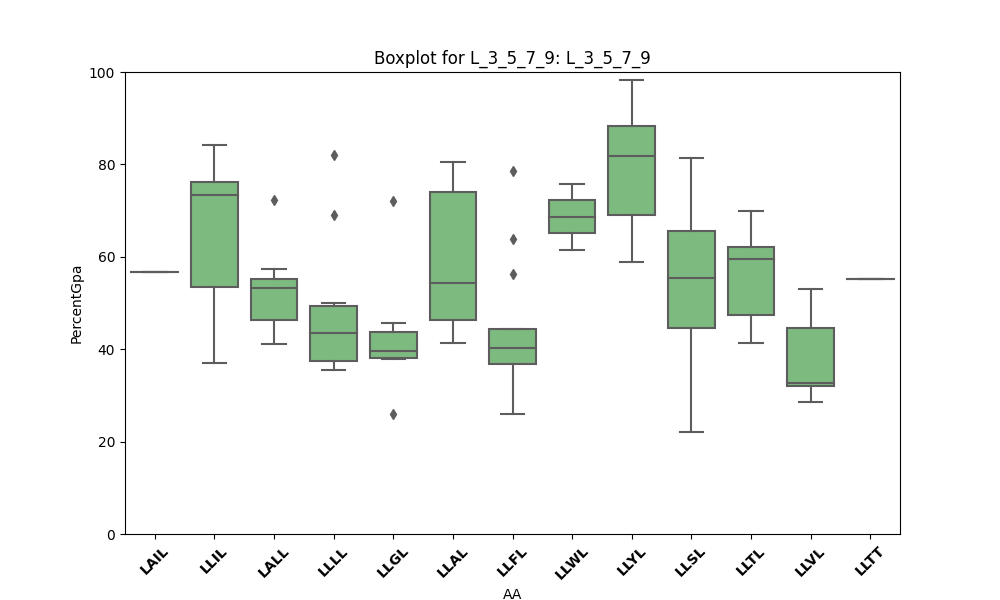 Boxplot for L_3_5_7_9: L_3_5_7_9
PercentGpa
100
80
60
40
20
0
LAIL LLIL LALL LLLL LLGL LLAL LLFL LLWL LLYL LLSL LLTL LLVL LLTT
AA